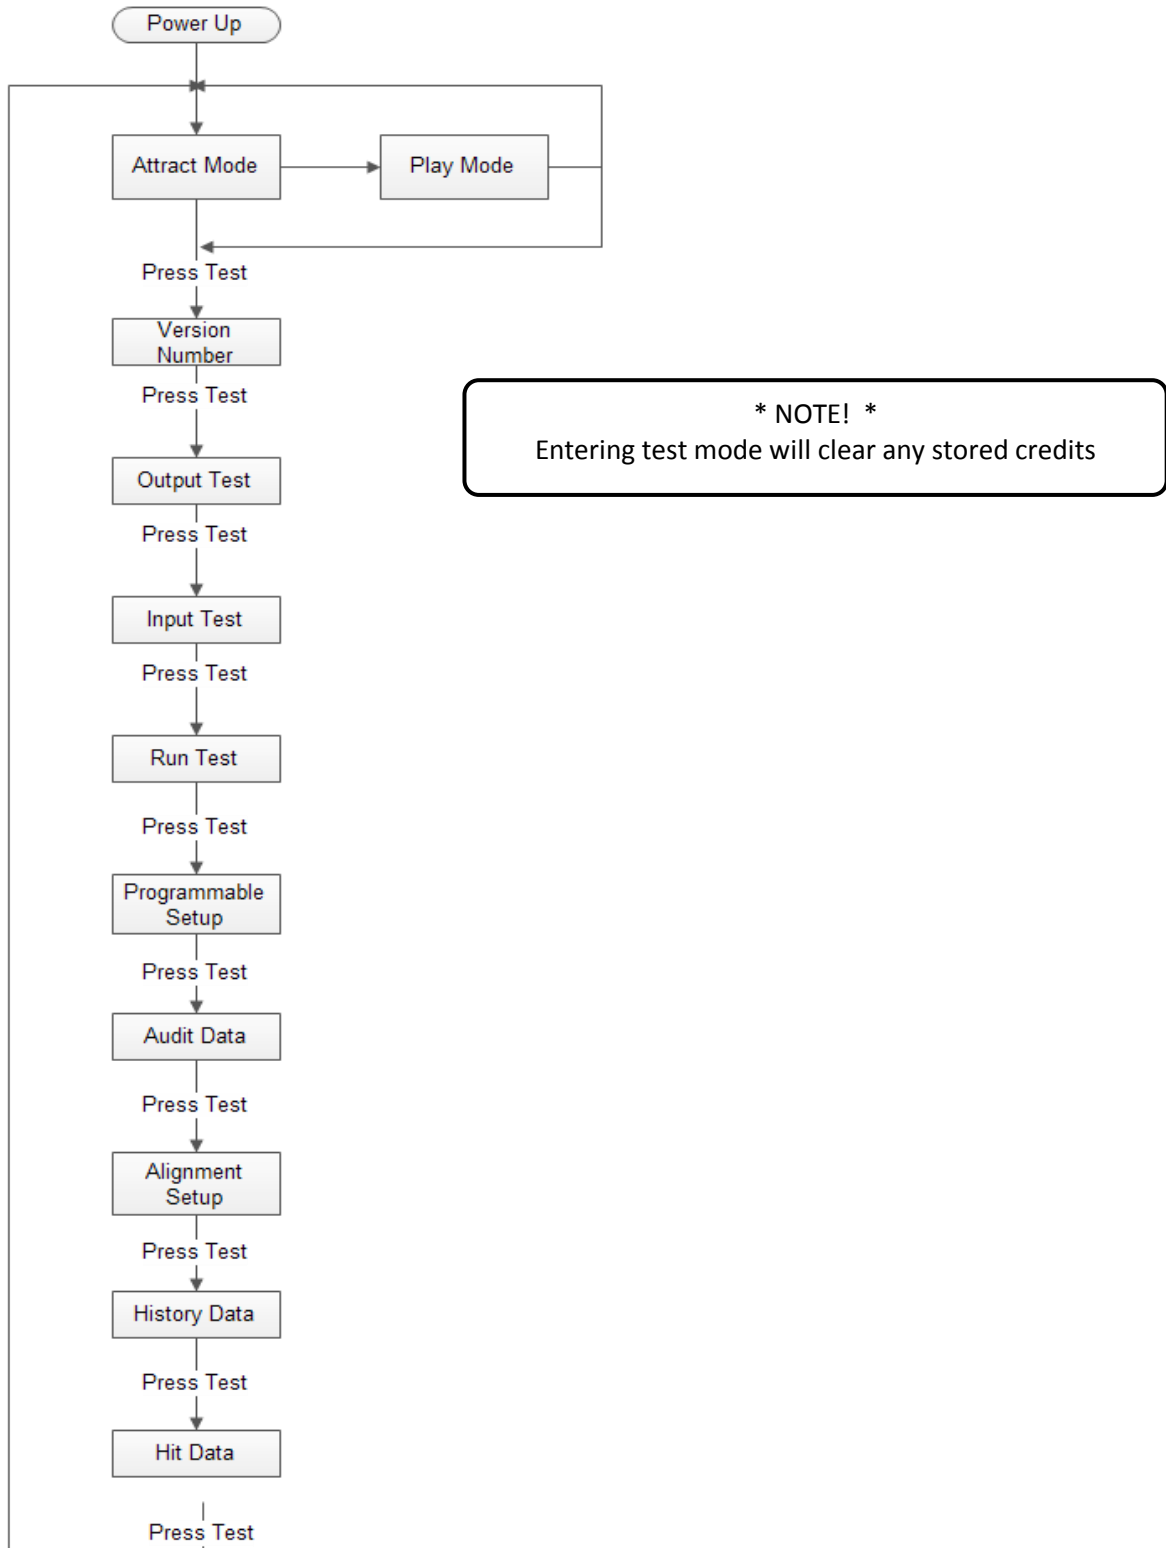 Power Up
Attract Mode
Play Mode
Press Test
Version
Number
Press Test
* NOTE!  *
Entering test mode will clear any stored credits
Output Test
Press Test
Input Test
Press Test
Run Test
Press Test
Programmable
Setup
Press Test
Audit Data
Press Test
Alignment
Setup
Press Test
History Data
Press Test
Hit Data
Press Test